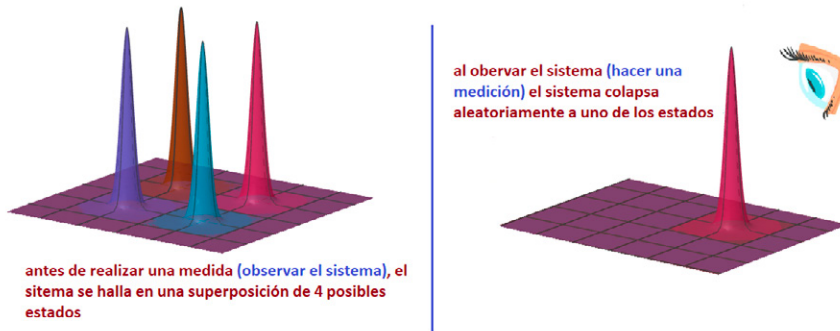 antes de realizar una medida (observar el sistema), el
sitema se halla en una superposición de 4 posibles
estados
al obervar el sistema (hacer una
medición) el sistema colapsa
aleatoriamente a uno de los estados